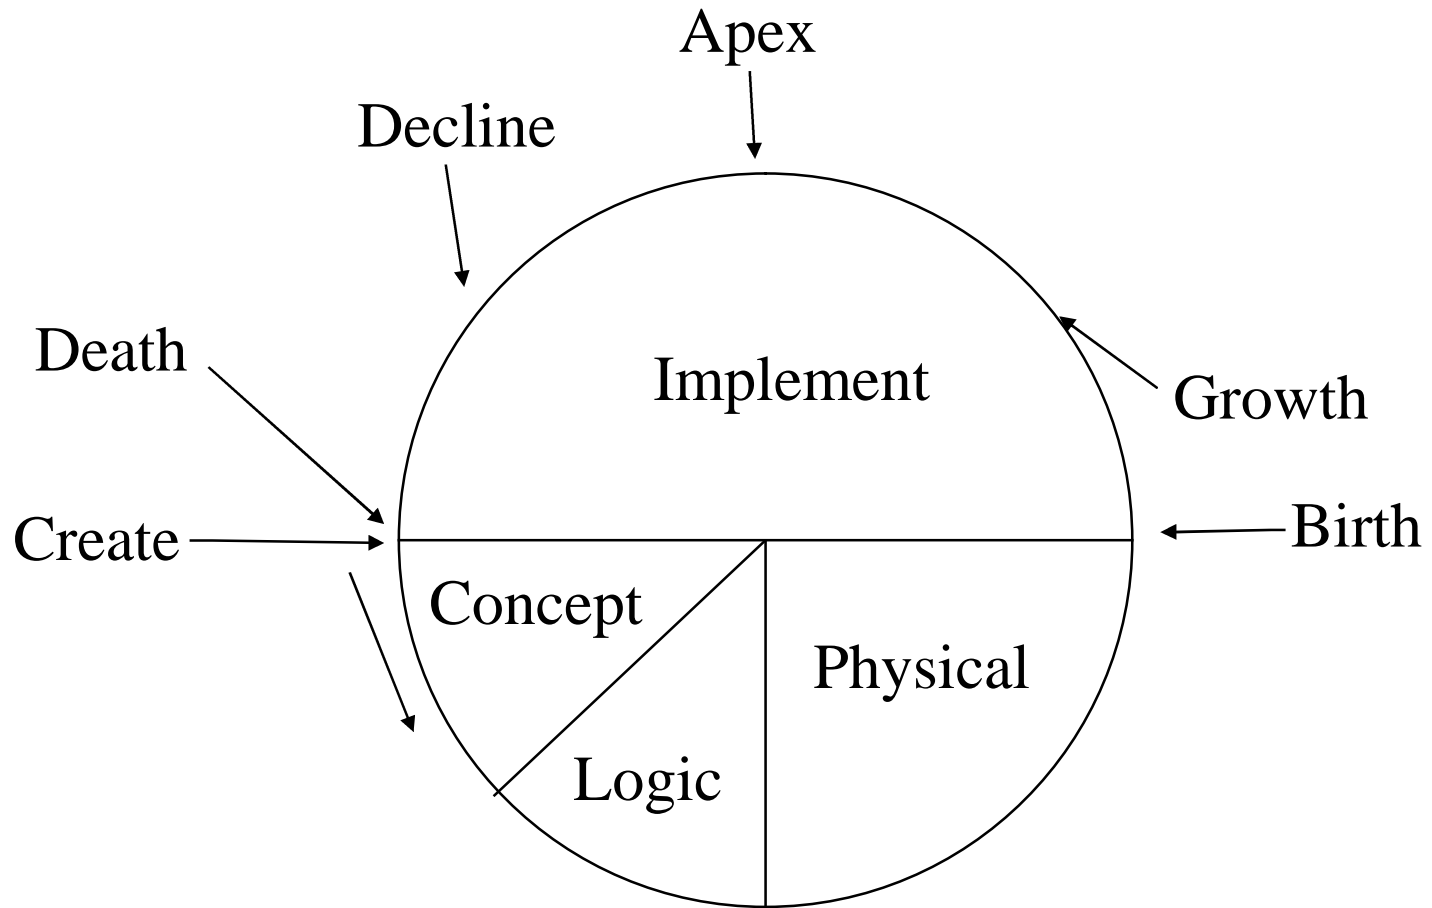 Apex
Decline
Death
Implement
Growth
Create
Birth
Concept
Physical
Logic